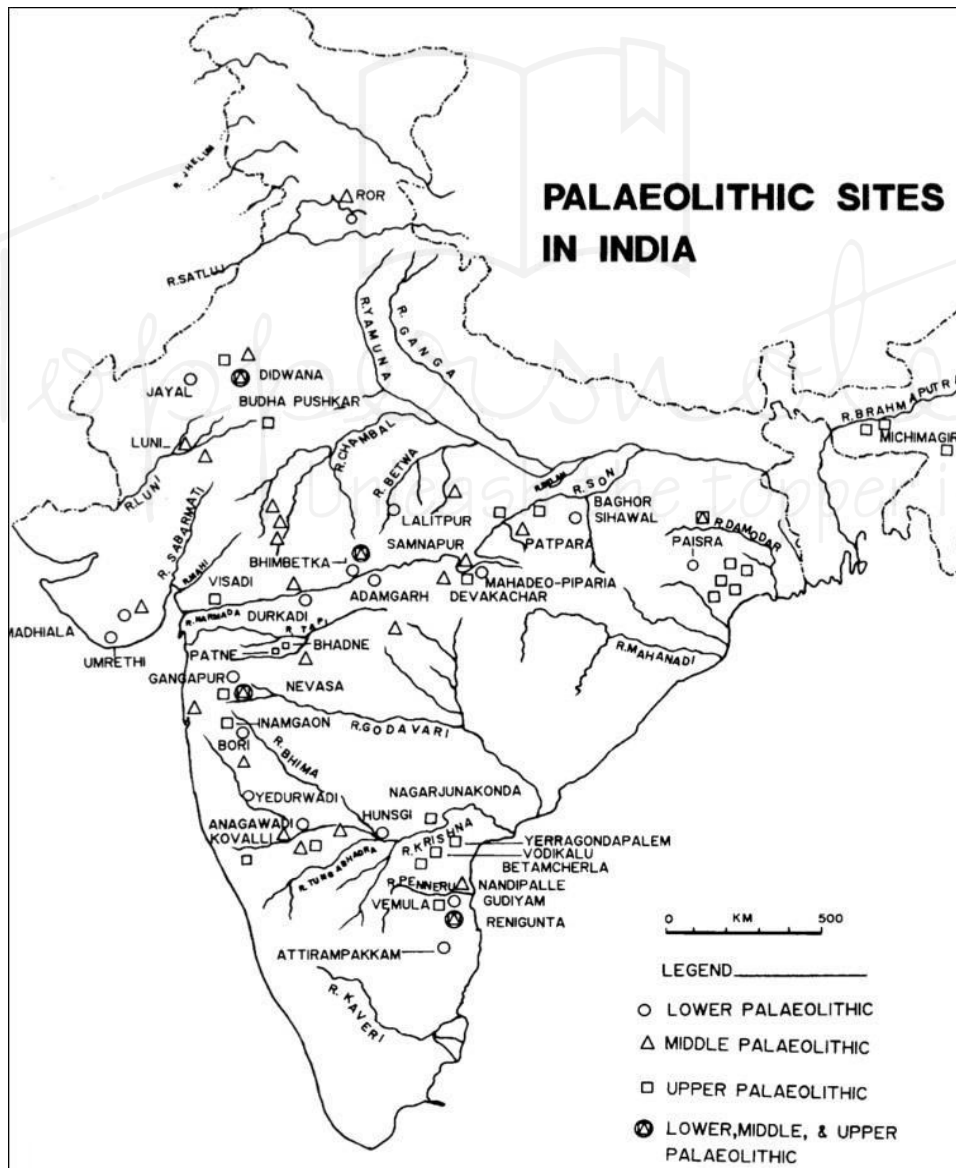 PALAEOLITHIC SITES
IN INDIA
R. JHELUM
ROR
R.SATLUJ
R.YAMUNA
R. GANGA
DIDWANA
JAYAL
BUDHA PUSHKAR
R.BRAHMAPUTRA
MICHIMAGIR
LUNI
R.LUNI
R.CHAMBAL
R.BETWA
R. SON
BAGHOR
SIHAWAL
LALITPUR
R. SABARMATI
R.MAHI
SAMNAPUR
PATPARA
R.DAMODAR
PAISRA
BHIMBETKA
VISADI
ADAMGARH
MAHADEO-PIPARIA
DEVAKACHAR
R.NARMADA
DURKADI
R. TAPI
MADHIALA
UMRETHI
PATNE
BHADNE
R.MAHANADI
GANGAPUR
NEVASA
INAMGAON
R.GODAVARI
BORI
R.BHIMA
YEDURWADI
NAGARJUNAKONDA
ANAGAWADI
HUNSGI
KOVALLI
R.KRISHNA
YERRAGONDAPALEM
VODIKALU
BETAMCHERLA
R.TUNGABHADRA
R.PENNERU
NANDIPALLE
VEMULA
GUDIYAM
RENIGUNTA
ATTIRAMPAKKAM
R. KAVERI
0 KM 500
LEGEND
LOWER PALAEOLITHIC
MIDDLE PALAEOLITHIC
UPPER PALAEOLITHIC
LOWER,MIDDLE, & UPPER
PALAEOLITHIC